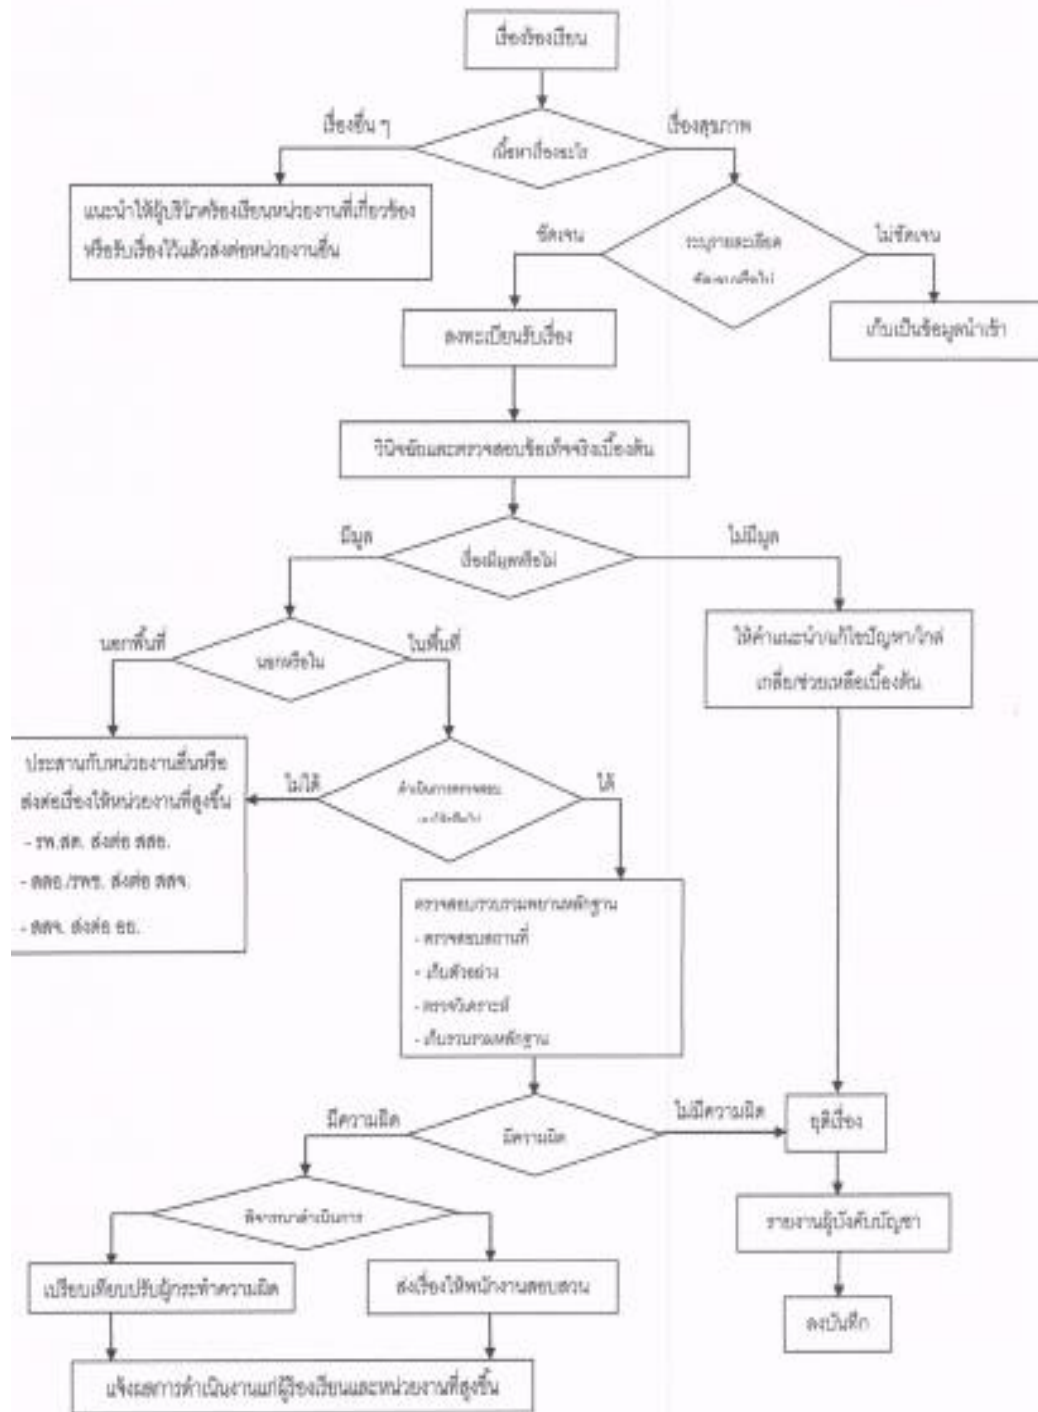 เรื่องร้องเรียน
เรื่องอื่น ๆ
เรื่องสุขภาพ
เนื้อหาเรื่องอะไร
แนะนำให้ผู้บริโภคร้องเรียนหน่วยงานที่เกี่ยวข้อง
หรือรับเรื่องไว้แล้วส่งต่อหน่วยงานอื่น
ชัดเจน
ระบุรายละเอียด
ชัดเจนหรือไม่
ไม่ชัดเจน
ลงทะเบียนรับเรื่อง
เก็บเป็นข้อมูลนำเข้า
วินิจฉัยและตรวจสอบข้อเท็จจริงเบื้องต้น
มีมูล
เรื่องมีมูลหรือไม่
ไม่มีมูล
นอกพื้นที่
นอกหรือใน
ในพื้นที่
ให้คำแนะนำ/แก้ไขปัญหา/ไกล่
เกลี่ย/ช่วยเหลือเบื้องต้น
ประสานกับหน่วยงานอื่นหรือ
ส่งต่อเรื่องให้หน่วยงานที่สูงขึ้น
- รพ.สต. ส่งต่อ สสอ.
- สสอ./รพช. ส่งต่อ สสจ.
- สสจ. ส่งต่อ อย.
ไม่ได้
ดำเนินการตรวจสอบ
ได้
ตรวจสอบ/รวบรวมพยานหลักฐาน
- ตรวจสอบสถานที่
- เก็บตัวอย่าง
- ตรวจวิเคราะห์
- เก็บรวบรวมหลักฐาน
มีความผิด
มีความผิด
ไม่มีความผิด
ยุติเรื่อง
พิจารณาดำเนินการ
รายงานผู้บังคับบัญชา
เปรียบเทียบปรับผู้กระทำความผิด
ส่งเรื่องให้พนักงานสอบสวน
ลงบันทึก
แจ้งผลการดำเนินงานแก่ผู้ร้องเรียนและหน่วยงานที่สูงขึ้น